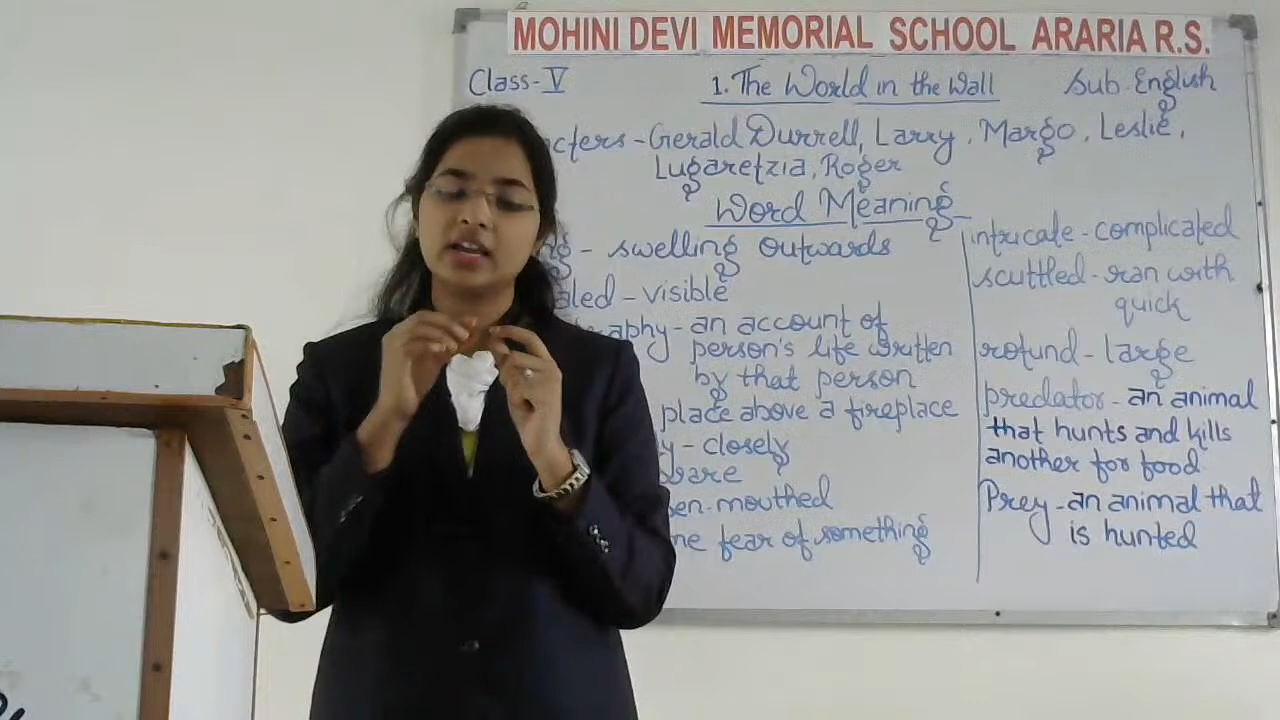 MOHINI DEVI MEMORIAL SCHOOL ARARIA R.S.
Class-V 1. The World in the Wall Sub-English
-Gerald Durrell, Larry, Margo, Leslie,
Lugaretzia, Roger
Word Meaning
- swelling outwards
- visible
- an account of
person's life written
by that person
place above a fireplace
- closely
-mouthed
fear of something
intricate - complicated
scuttled - ran with
quick
rotund - large
predator - an animal
that hunts and kills
another for food
Prey - an animal that
is hunted